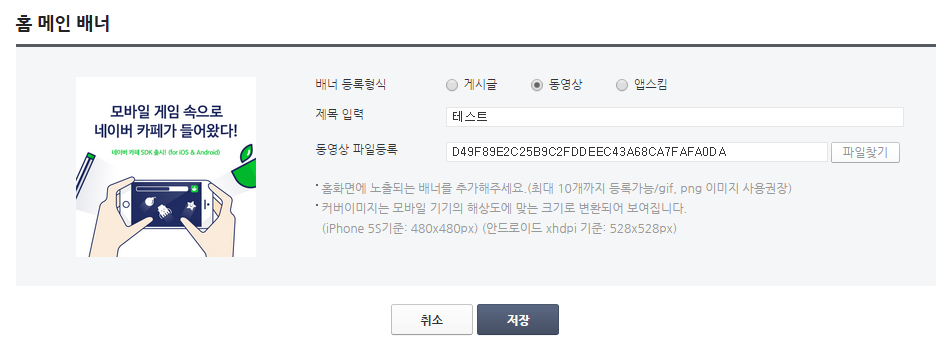 홈 메인 배너
모바일 게임 속으로
네이버 카페가 들어왔다!
네이버 카페 SDK 출시! (for iOS & Android)
배너 등록형식 게시글 동영상 앱스킴
제목 입력 테스트
동영상 파일등록 D49F89E2C25B9C2FDDEEC43A68CA7FAFA0DA 파일찾기
홈화면에 노출되는 배너를 추가해주세요.(최대 10개까지 등록가능/gif, png 이미지 사용권장)
커버이미지는 모바일 기기의 해상도에 맞는 크기로 변환되어 보여집니다.
(iPhone 5S기준: 480x480px) (안드로이드 xhdpi 기준: 528x528px)
취소 저장